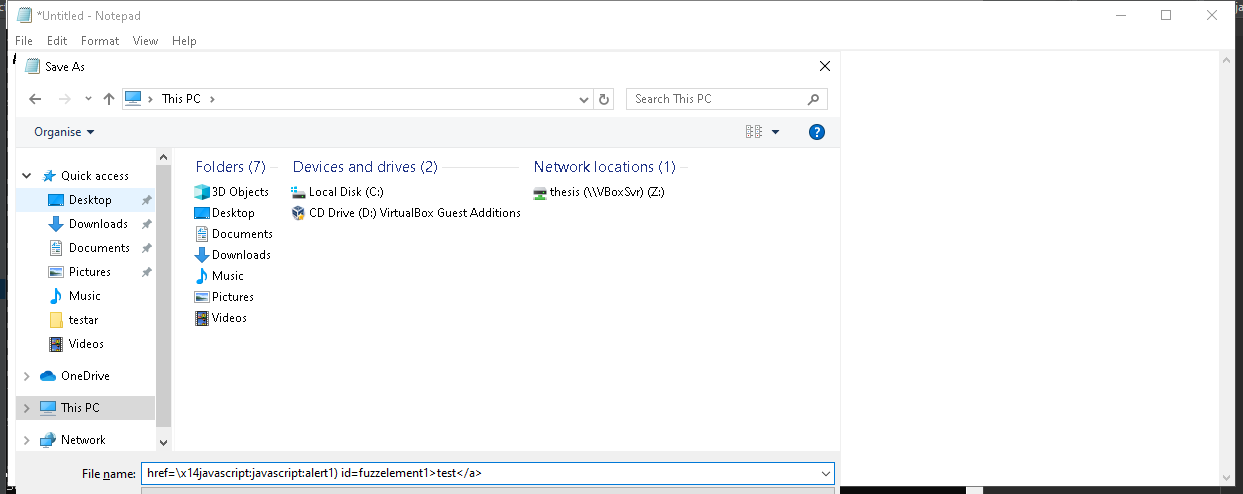 *Untitled - Notepad
File Edit Format View Help
Save As
This PC
Search This PC
Organise
Quick access
Desktop
Downloads
Documents
Pictures
Music
testar
Videos
OneDrive
This PC
Network
Folders (7)
3D Objects
Desktop
Documents
Downloads
Music
Pictures
Videos
Devices and drives (2)
Local Disk (C:)
CD Drive (D:) VirtualBox Guest Additions
Network locations (1)
thesis (\\VBoxSvr) (Z:)
File name: href=\x14javascript:javascript:alert1) id=fuzzelement1>test</a>